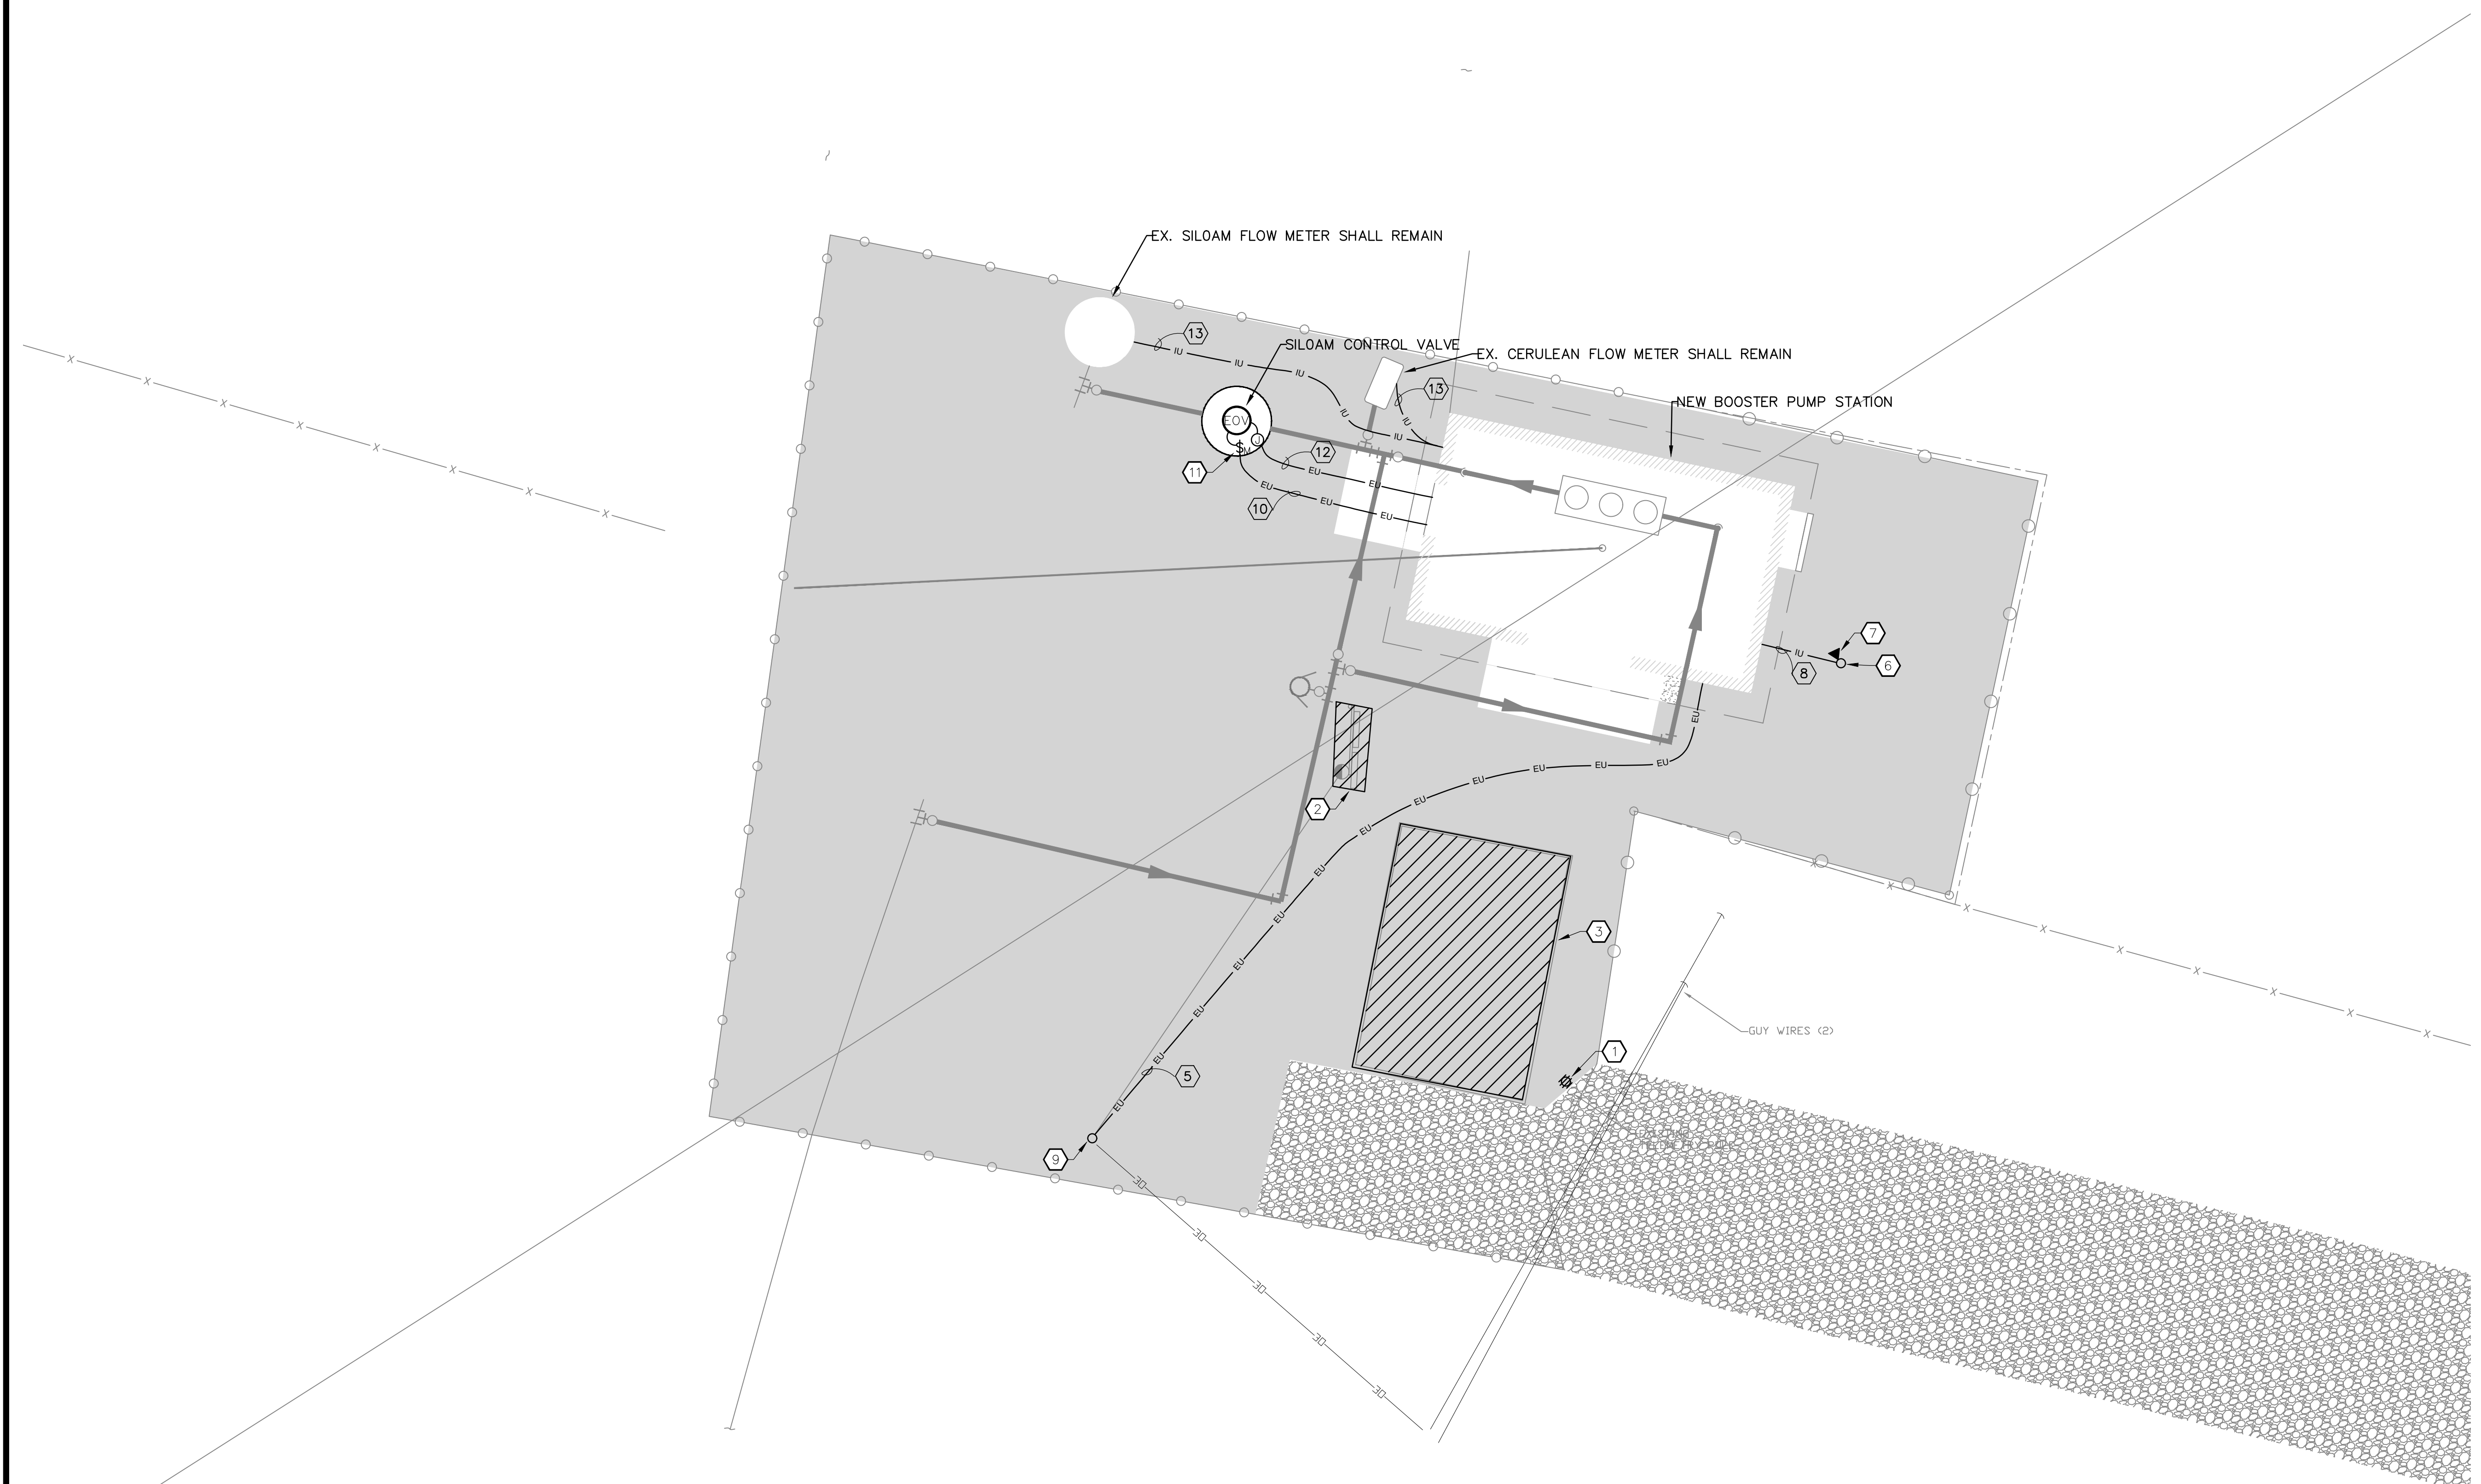 EX. SILOAM FLOW METER SHALL REMAIN
13
IU IU IU IU IU
SILOAM CONTROL VALVE
EX. CERULEAN FLOW METER SHALL REMAIN
13
IU
NEW BOOSTER PUMP STATION
EOV
J
$M
11
12
EU EU
10
EU EU EU
X X X X X X X X
7
IU
6
8
EU
2
EU EU EU EU EU EU EU EU EU EU EU EU
3
X X X X X X X X X
GUY WIRES (2)
1
5
9
30 30 30 30 30